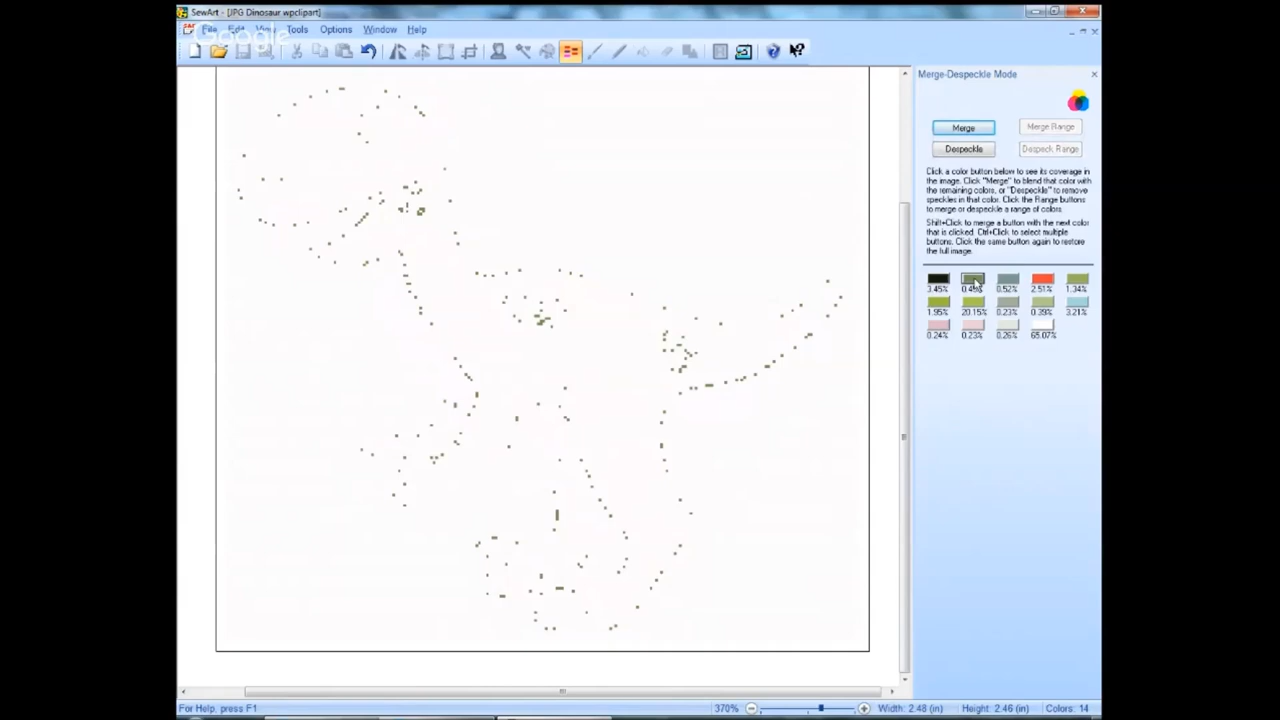 SewArt - [JPG Dinosaur wpclipart]
File Edit View Tools Options Window Help
Google
Merge-Despeckle Mode
Merge Merge Range
Despeckle Despeck Range
Click a color button below to see its coverage
in the image. Click "Merge" to blend that color with
the remaining colors, or "Despeckle" to remove
speckles in that color. Click the Range buttons
to merge or despeckle a range of colors.
Shift+Click to merge a button with the next color
that is clicked. Ctrl+Click to select multiple
buttons. Click the same button again to restore
the full image.
3.45% 0.45% 0.52% 2.51% 1.34%
1.95% 20.15% 0.23% 0.39% 3.21%
0.24% 0.23% 0.26% 65.07%
For Help, press F1 370% Width: 2.48 (in) Height: 2.46 (in) Colors: 14